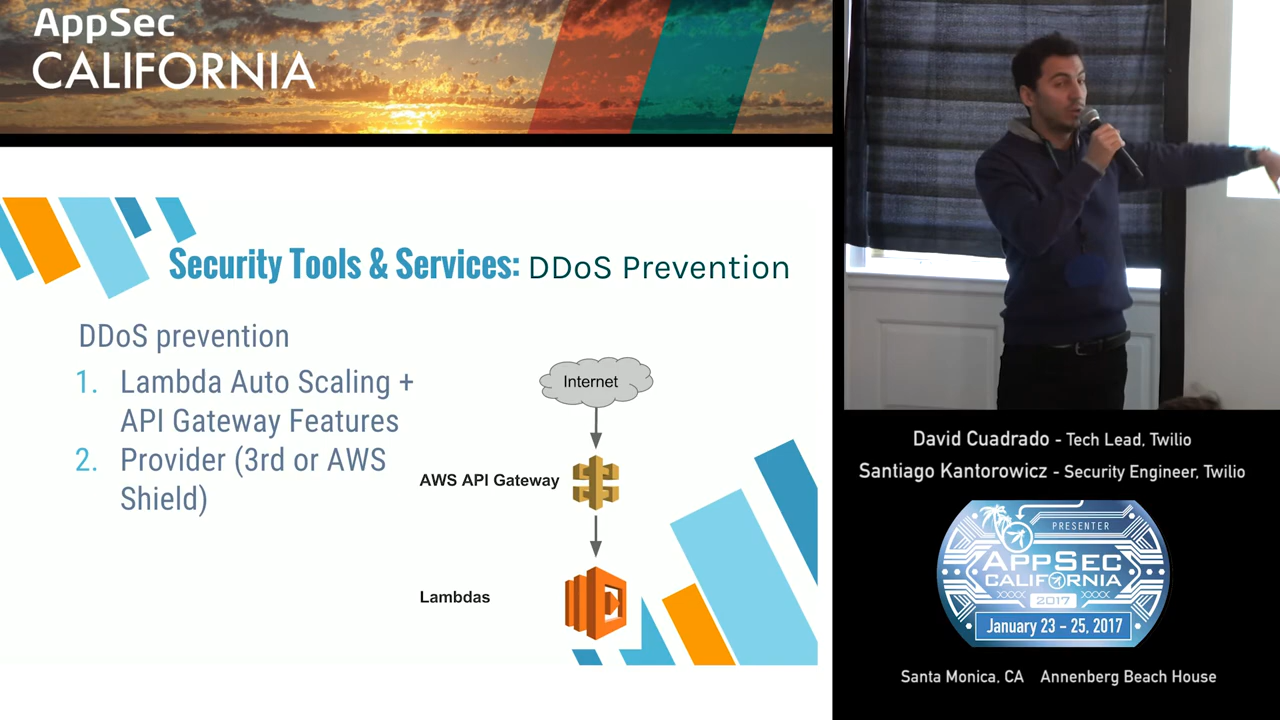 AppSec
CALIFORNIA
Security Tools & Services: DDoS Prevention
DDoS prevention
1. Lambda Auto Scaling +
API Gateway Features
2. Provider (3rd or AWS
Shield)
Internet
AWS API Gateway
Lambdas
David Cuadrado - Tech Lead, Twilio
Santiago Kantorowicz - Security Engineer, Twilio
PRESENTER
APPSEC
CALIFORNIA
XXXX 2017 XXXX
January 23 – 25, 2017
Santa Monica, CA Annenberg Beach House